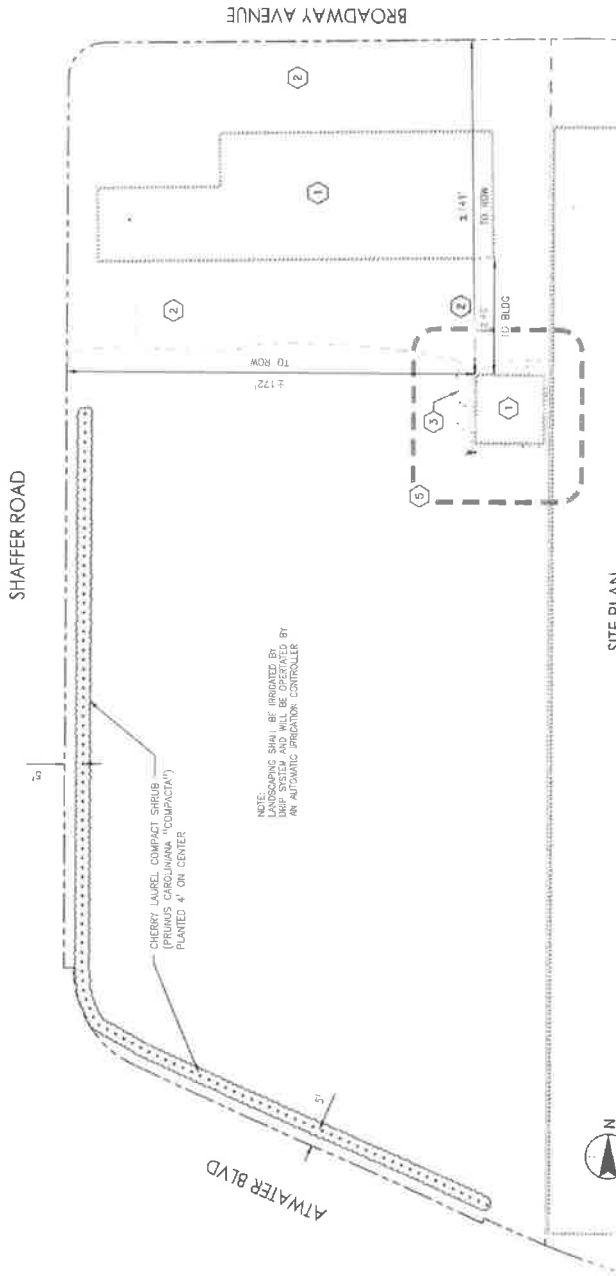 SHAFFER ROAD
BROADWAY AVENUE
ATWATER BLVD
5'
5'
CHERRY LAUREL COMPACT SHRUB
(PRUNUS CAROLINIANA "COMPACTA")
PLANTED 4' ON CENTER
NOTE:
LANDSCAPING SHALL BE IRRIGATED BY
DRIP SYSTEM AND WILL BE OPERTATED BY
AN AUTOMATIC IRRIGATION CONTROLLER
±172'
TO ROW
2
1
2
2
±141'
TO ROW
TO BLDG
3
1
5
N
SITE PLAN